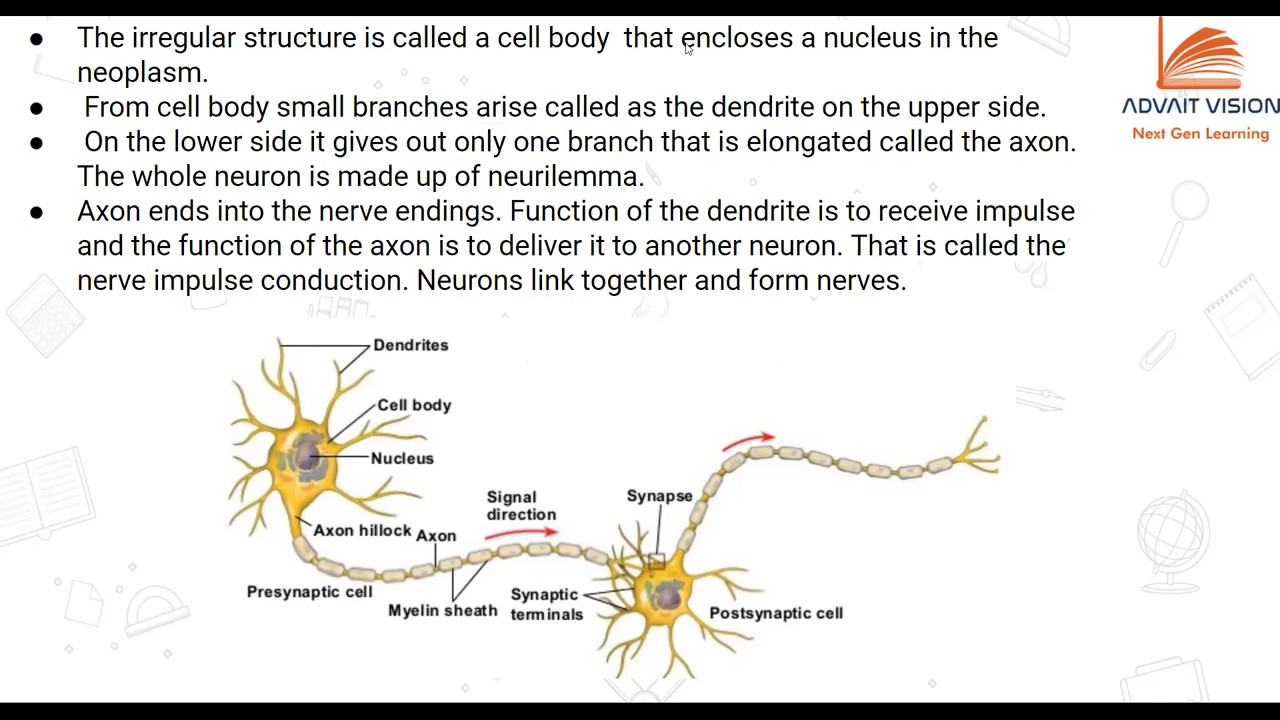 ● The irregular structure is called a cell body that encloses a nucleus in the
neoplasm.
● From cell body small branches arise called as the dendrite on the upper side.
● On the lower side it gives out only one branch that is elongated called the axon.
The whole neuron is made up of neurilemma.
● Axon ends into the nerve endings. Function of the dendrite is to receive impulse
and the function of the axon is to deliver it to another neuron. That is called the
nerve impulse conduction. Neurons link together and form nerves.
ADVAIT VISION
Next Gen Learning
Dendrites
Cell body
Nucleus
Axon hillock
Axon
Signal
direction
Synapse
Presynaptic cell
Myelin sheath
Synaptic
terminals
Postsynaptic cell